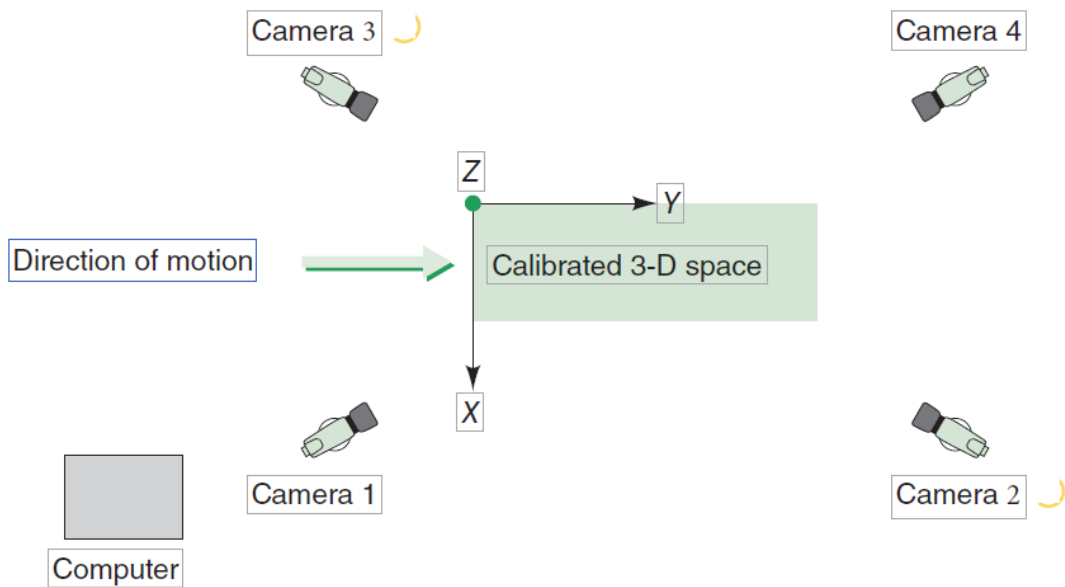 Camera 3
Camera 4
Z
Y
Direction of motion
Calibrated 3-D space
X
Camera 1
Camera 2
Computer